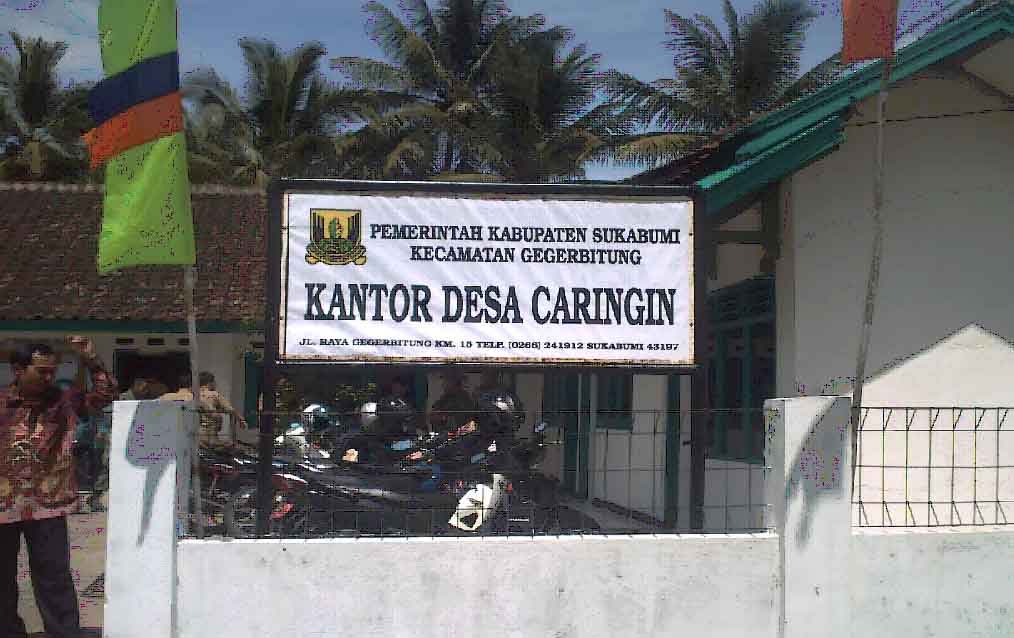 PEMERINTAH KABUPATEN SUKABUMI
KECAMATAN GEGERBITUNG
KANTOR DESA CARINGIN
JL. RAYA GEGERBITUNG KM. 15 TELP. (0266) 241912 SUKABUMI 43197